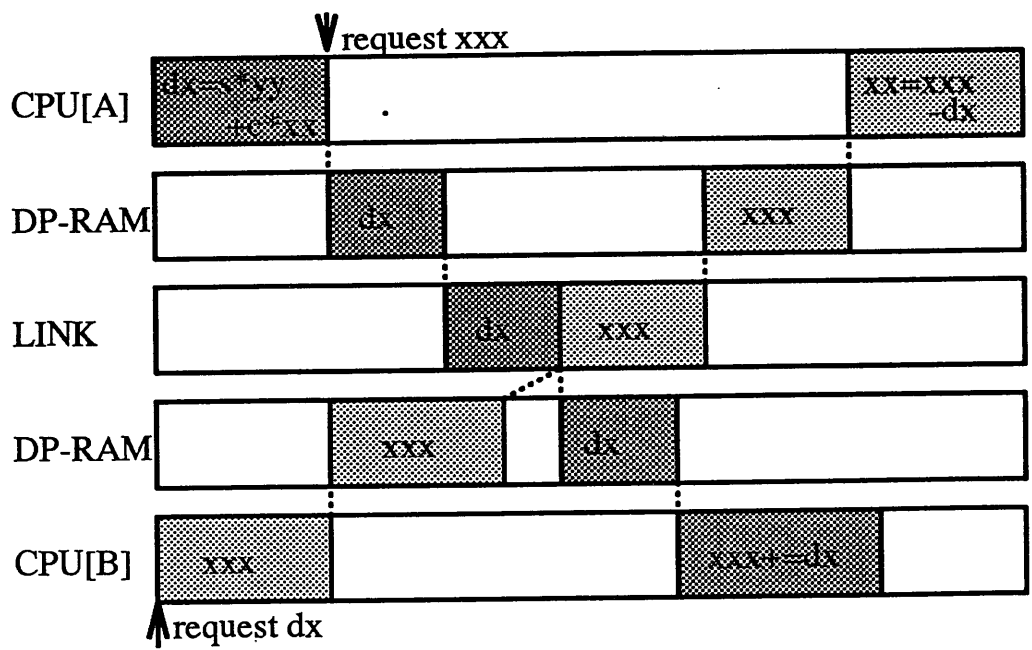 request xxx
CPU[A]
dx=s*yy
+c*xx
xx=xxx
-dx
DP-RAM
dx
xxx
LINK
dx
xxx
DP-RAM
xxx
dx
CPU[B]
xxx
xxx+=dx
request dx